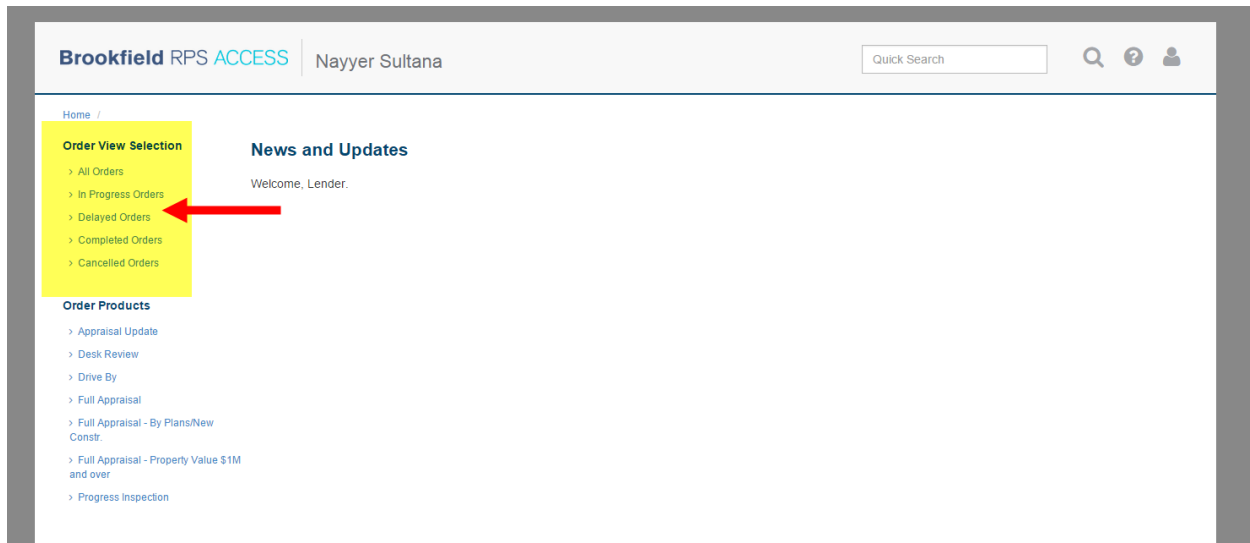 Brookfield RPS ACCESS Nayyer Sultana Quick Search
Home /
Order View Selection
> All Orders
> In Progress Orders
> Delayed Orders
> Completed Orders
> Cancelled Orders
News and Updates
Welcome, Lender.
Order Products
> Appraisal Update
> Desk Review
> Drive By
> Full Appraisal
> Full Appraisal - By Plans/New
Constr.
> Full Appraisal - Property Value $1M
and over
> Progress Inspection